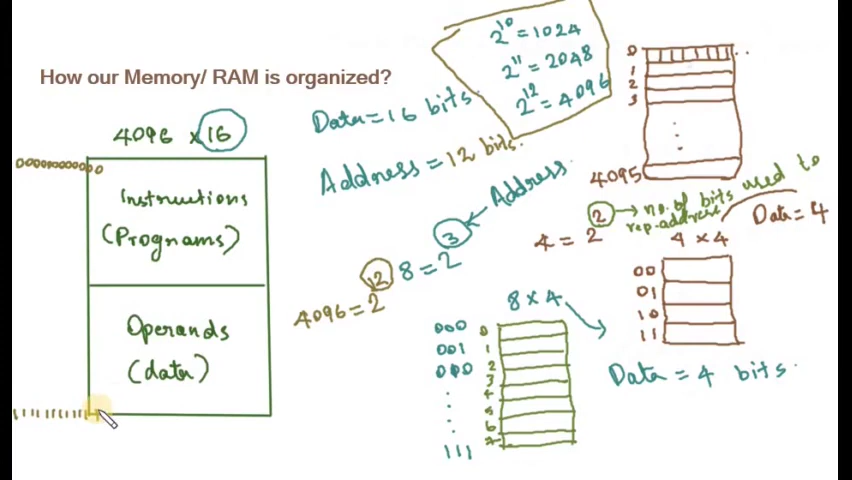 How our Memory/ RAM is organized?
4096 x 16
000000000000
Instructions
(Programs)
Operands
(data)
111111111111
2^10 = 1024
2^11 = 2048
2^12 = 4096
Data = 16 bits.
Address = 12 bits.
Address
8 = 2^3
4096 = 2^12
0
1
2
3
4095
4 = 2^2 → no. of bits used to
rep. address
4 x 4
Data = 4
00
01
10
11
8 x 4
000 0
001 1
2
3
4
5
6
111 7
Data = 4 bits.